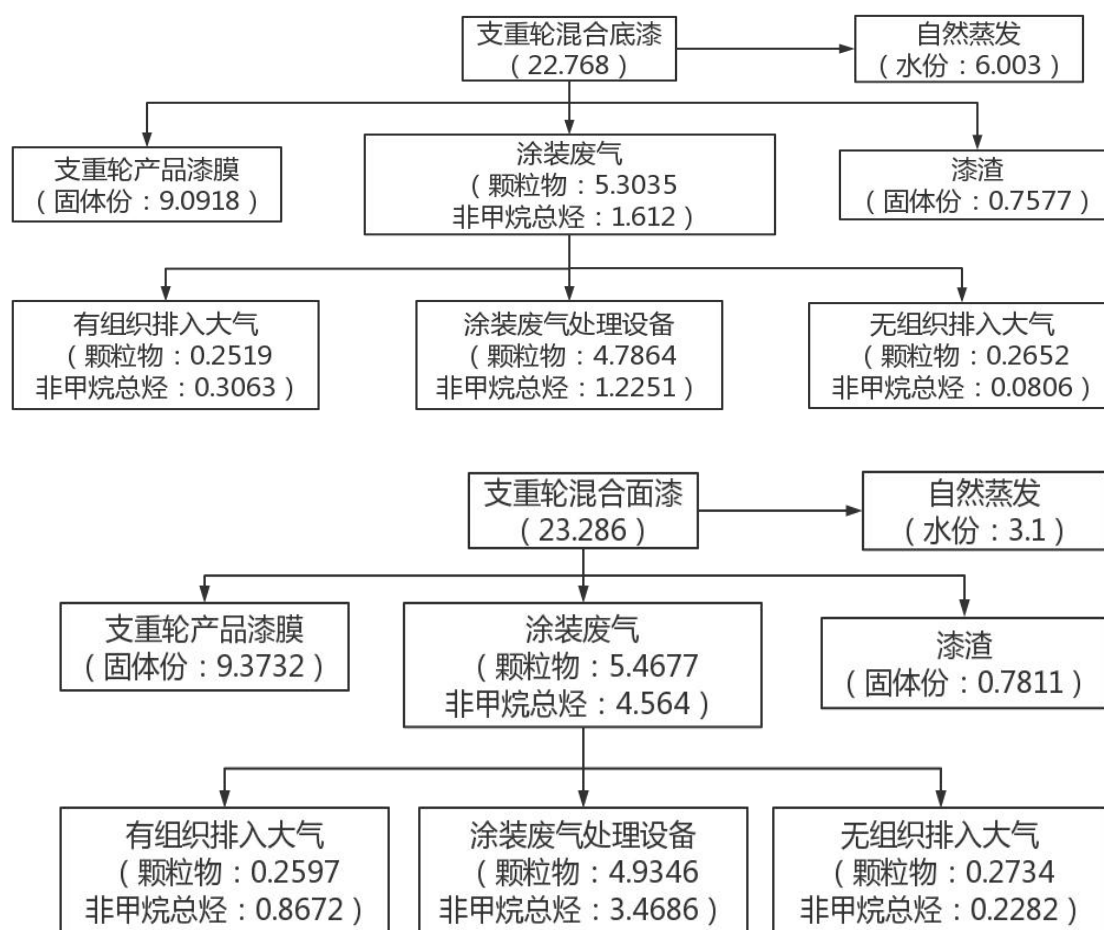 支重轮混合底漆
（22.768）
自然蒸发
（水份：6.003）
支重轮产品漆膜
（固体份：9.0918）
涂装废气
（颗粒物：5.3035
非甲烷总烃：1.612）
漆渣
（固体份：0.7577）
有组织排入大气
（颗粒物：0.2519
非甲烷总烃：0.3063）
涂装废气处理设备
（颗粒物：4.7864
非甲烷总烃：1.2251）
无组织排入大气
（颗粒物：0.2652
非甲烷总烃：0.0806）
支重轮混合面漆
（23.286）
自然蒸发
（水份：3.1）
支重轮产品漆膜
（固体份：9.3732）
涂装废气
（颗粒物：5.4677
非甲烷总烃：4.564）
漆渣
（固体份：0.7811）
有组织排入大气
（颗粒物：0.2597
非甲烷总烃：0.8672）
涂装废气处理设备
（颗粒物：4.9346
非甲烷总烃：3.4686）
无组织排入大气
（颗粒物：0.2734
非甲烷总烃：0.2282）